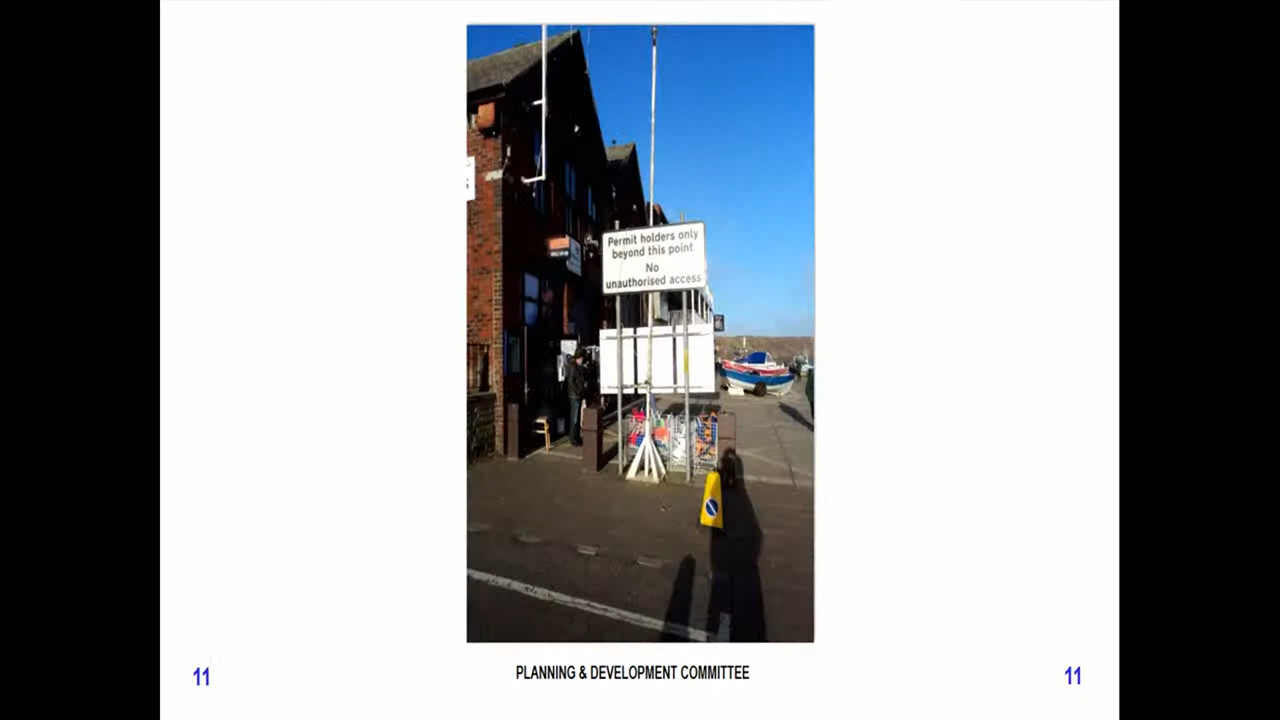 Permit holders only
beyond this point
No
unauthorised access
11
PLANNING & DEVELOPMENT COMMITTEE
11